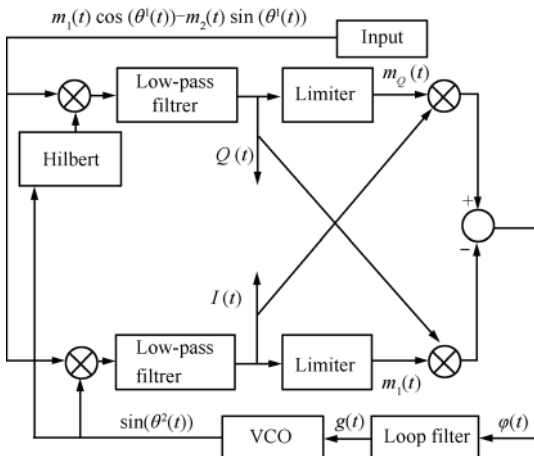 m₁(t) cos (θ¹(t))−m₂(t) sin (θ¹(t))
Input
Low-pass
filtrer
Limiter
m_Q (t)
Hilbert
Q (t)
+
−
I (t)
Low-pass
filtrer
Limiter
m₁(t)
sin(θ²(t))
VCO
g(t)
Loop filter
φ(t)